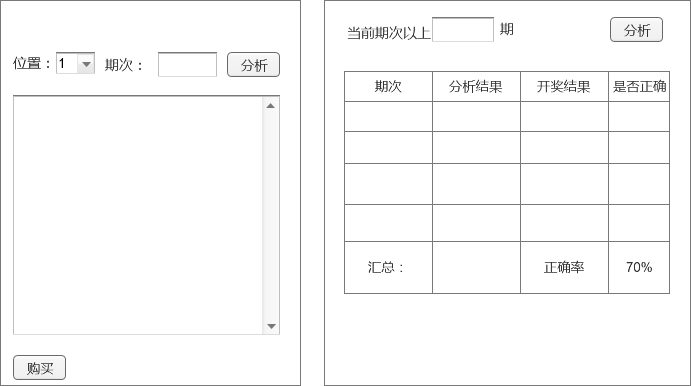 位置： 1 期次： 分析
购买
当前期次以上 期 分析
期次 分析结果 开奖结果 是否正确
汇总： 正确率 70%